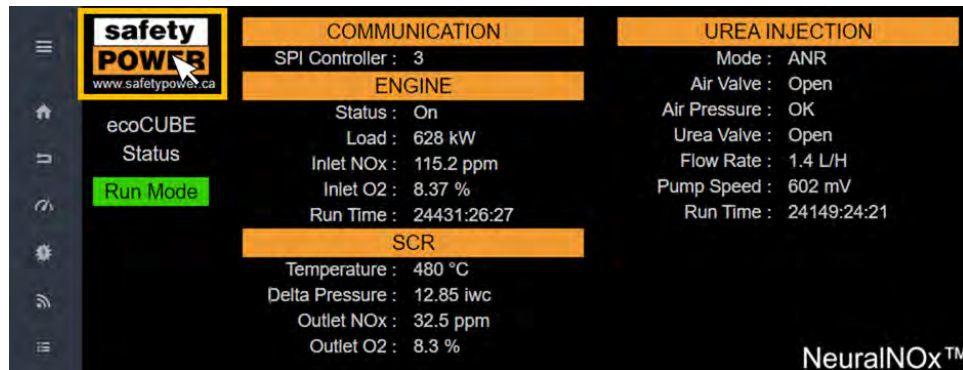 safety
POWER
www.safetypower.ca
ecoCUBE
Status
Run Mode
COMMUNICATION
SPI Controller : 3
ENGINE
Status : On
Load : 628 kW
Inlet NOx : 115.2 ppm
Inlet O2 : 8.37 %
Run Time : 24431:26:27
SCR
Temperature : 480 °C
Delta Pressure : 12.85 iwc
Outlet NOx : 32.5 ppm
Outlet O2 : 8.3 %
UREA INJECTION
Mode : ANR
Air Valve : Open
Air Pressure : OK
Urea Valve : Open
Flow Rate : 1.4 L/H
Pump Speed : 602 mV
Run Time : 24149:24:21
NeuralNOx™